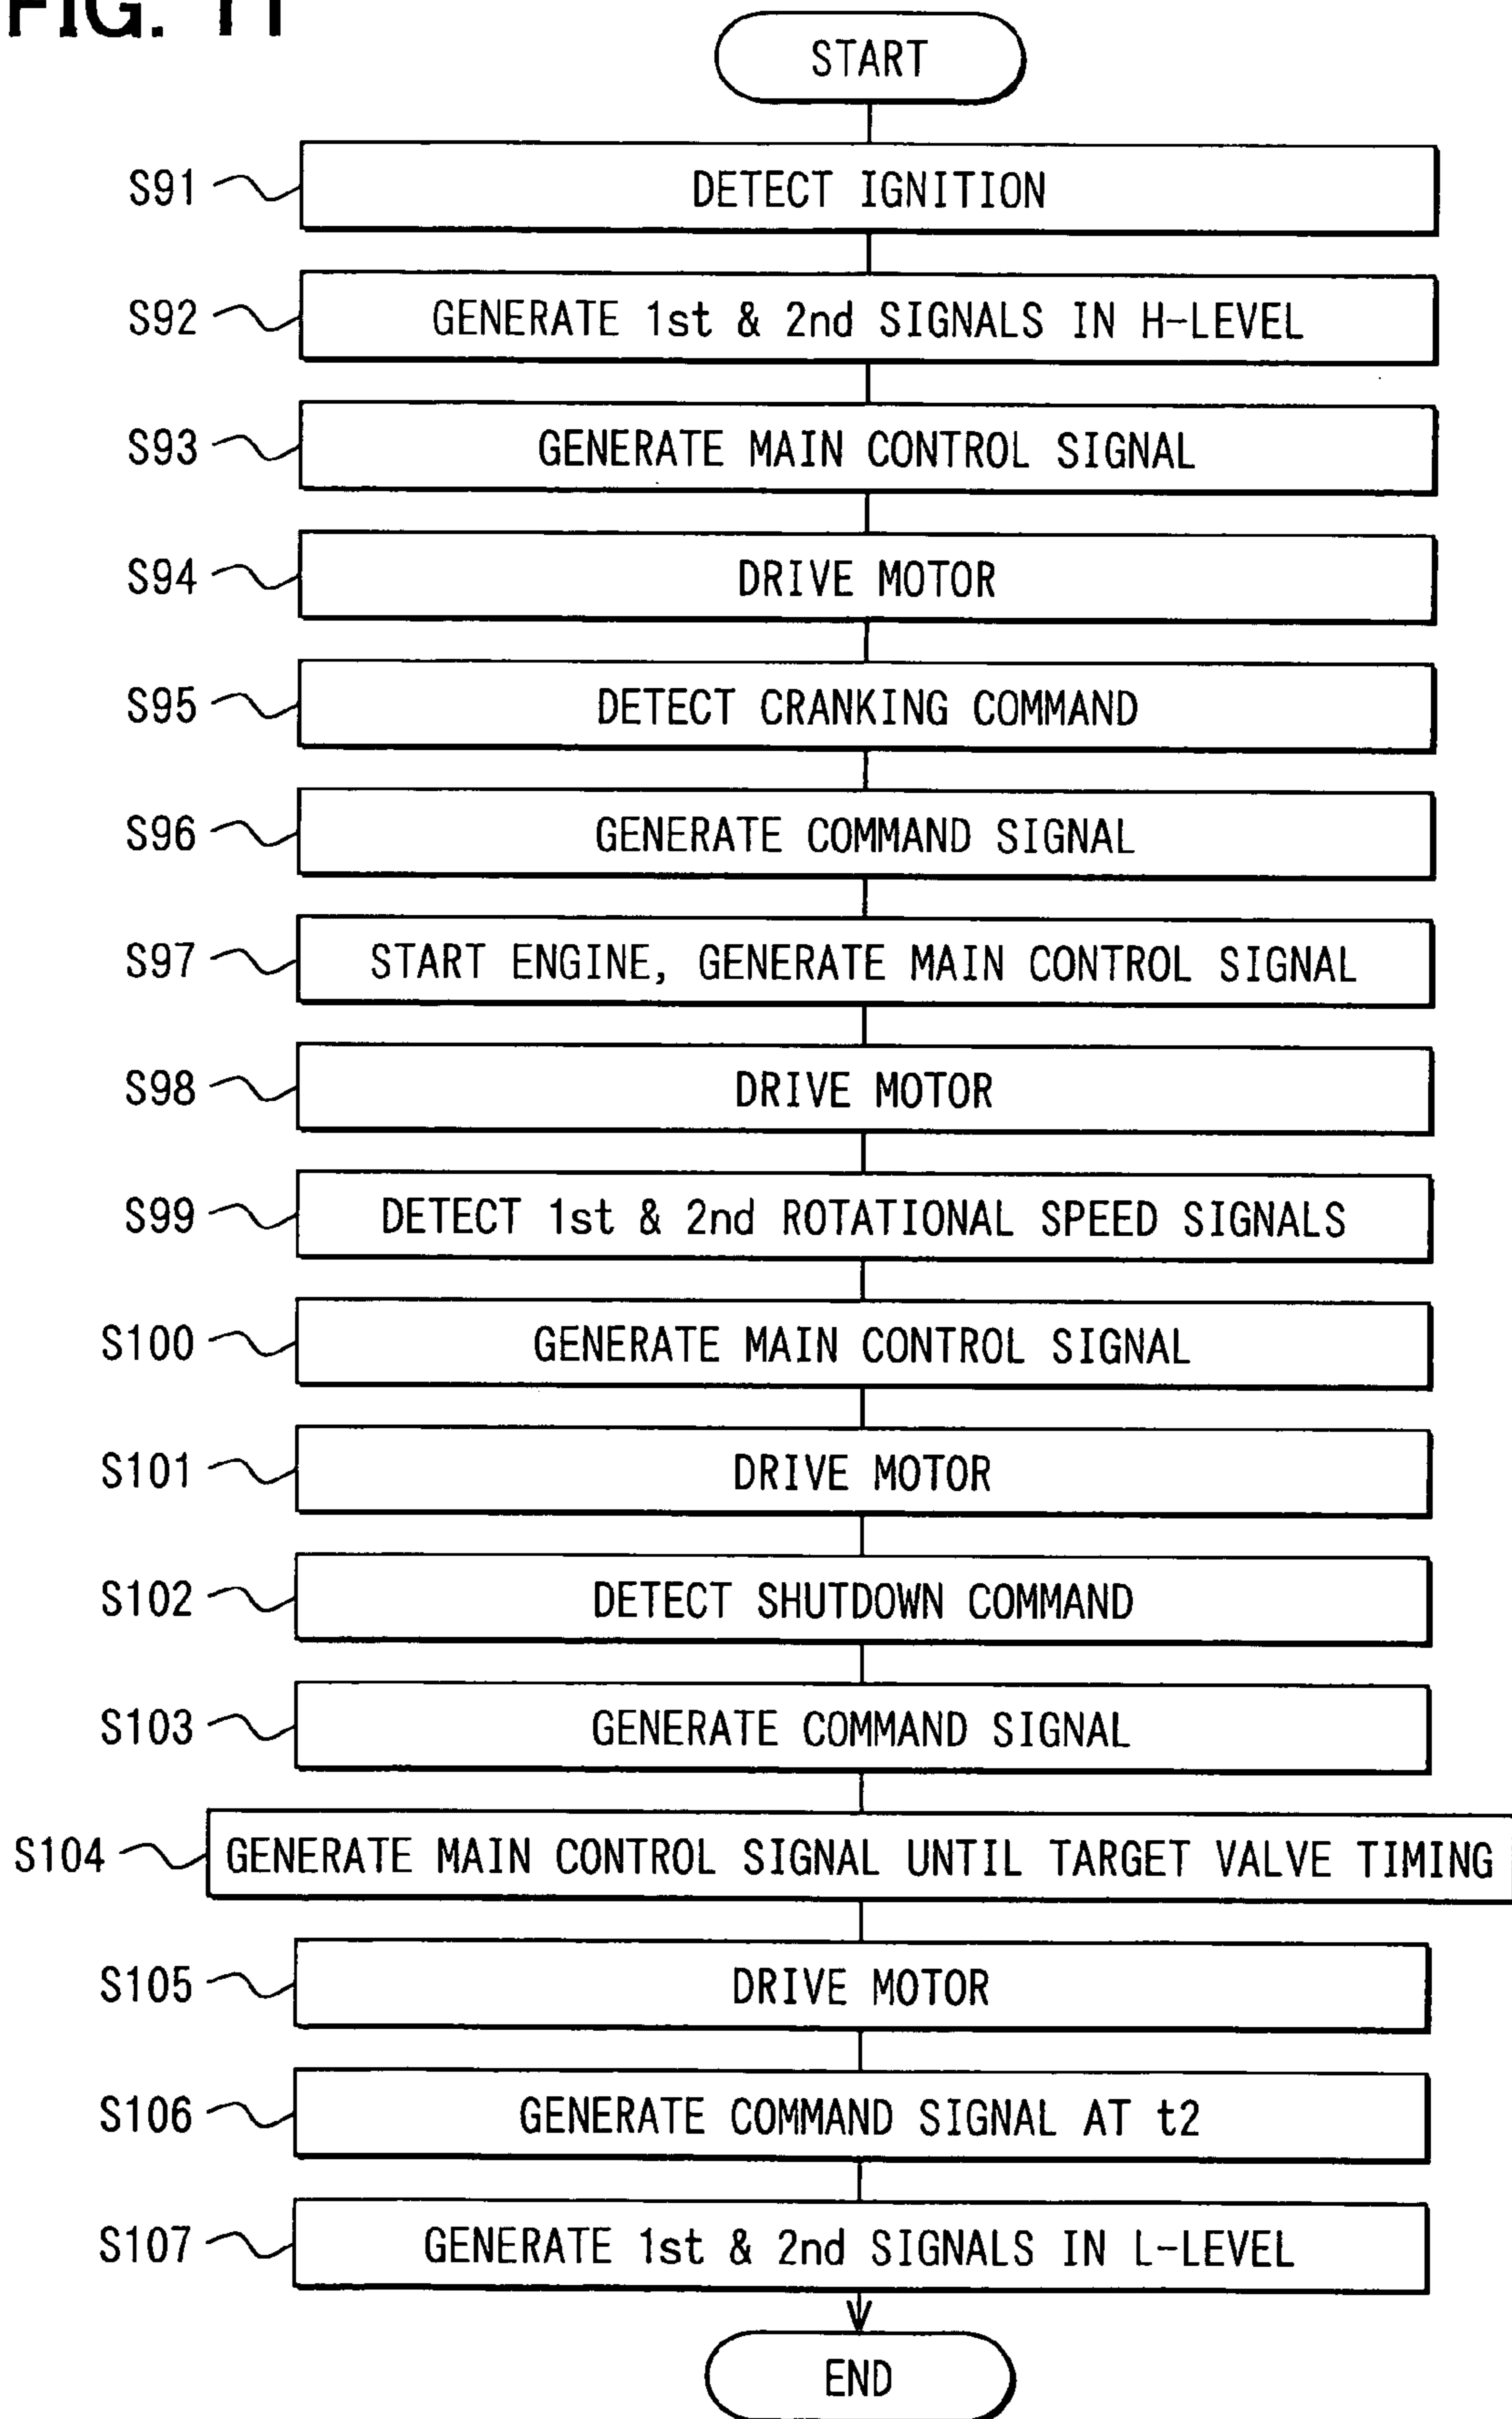 FIG. 11
START
S91 DETECT IGNITION
S92 GENERATE 1st & 2nd SIGNALS IN H-LEVEL
S93 GENERATE MAIN CONTROL SIGNAL
S94 DRIVE MOTOR
S95 DETECT CRANKING COMMAND
S96 GENERATE COMMAND SIGNAL
S97 START ENGINE, GENERATE MAIN CONTROL SIGNAL
S98 DRIVE MOTOR
S99 DETECT 1st & 2nd ROTATIONAL SPEED SIGNALS
S100 GENERATE MAIN CONTROL SIGNAL
S101 DRIVE MOTOR
S102 DETECT SHUTDOWN COMMAND
S103 GENERATE COMMAND SIGNAL
S104 GENERATE MAIN CONTROL SIGNAL UNTIL TARGET VALVE TIMING
S105 DRIVE MOTOR
S106 GENERATE COMMAND SIGNAL AT t2
S107 GENERATE 1st & 2nd SIGNALS IN L-LEVEL
END